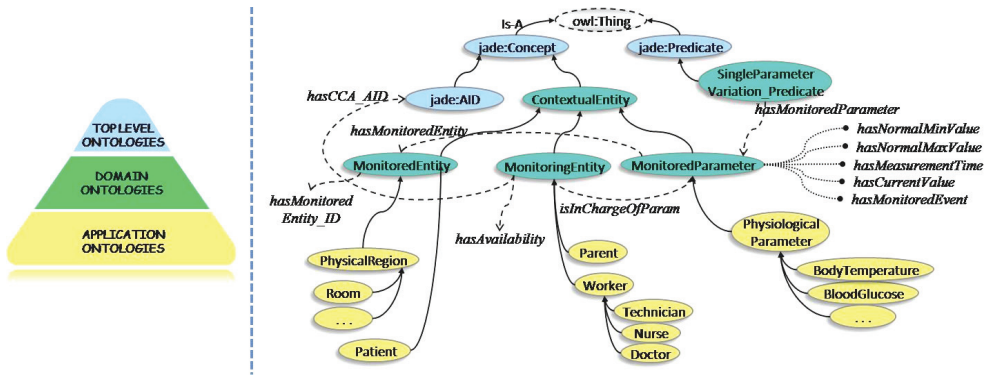 TOP LEVEL
ONTOLOGIES
DOMAIN
ONTOLOGIES
APPLICATION
ONTOLOGIES
Is-A
owl:Thing
jade:Concept
jade:Predicate
SingleParameter
Variation_Predicate
hasCCA_AID
jade:AID
ContextualEntity
hasMonitoredParameter
hasMonitoredEntity
hasNormalMinValue
hasNormalMaxValue
hasMeasurementTime
hasCurrentValue
hasMonitoredEvent
MonitoredEntity
MonitoringEntity
MonitoredParameter
hasMonitored
Entity_ID
isInChargeOfParam
hasAvailability
Physiological
Parameter
PhysicalRegion
Parent
BodyTemperature
Room
Worker
BloodGlucose
...
Technician
...
Nurse
Patient
Doctor